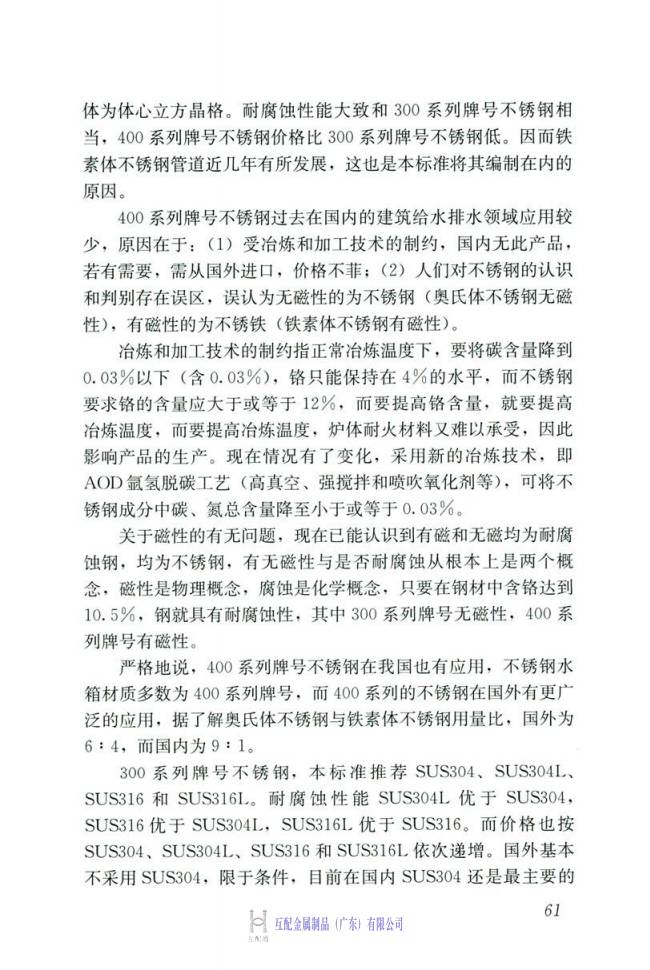 体为体心立方晶格。耐腐蚀性能大致和 300 系列牌号不锈钢相
当，400 系列牌号不锈钢价格比 300 系列牌号不锈钢低。因而铁
素体不锈钢管道近几年有所发展，这也是本标准将其编制在内的
原因。
400 系列牌号不锈钢过去在国内的建筑给水排水领域应用较
少，原因在于：（1）受冶炼和加工技术的制约，国内无此产品，
若有需要，需从国外进口，价格不菲；（2）人们对不锈钢的认识
和判别存在误区，误认为无磁性的为不锈钢（奥氏体不锈钢无磁
性），有磁性的为不锈铁（铁素体不锈钢有磁性）。
冶炼和加工技术的制约指正常冶炼温度下，要将碳含量降到
0.03％以下（含 0.03％），铬只能保持在 4％的水平，而不锈钢
要求铬的含量应大于或等于 12％，而要提高铬含量，就要提高
冶炼温度，而要提高冶炼温度，炉体耐火材料又难以承受，因此
影响产品的生产。现在情况有了变化，采用新的冶炼技术，即
AOD 氩氢脱碳工艺（高真空、强搅拌和喷吹氧化剂等），可将不
锈钢成分中碳、氮总含量降至小于或等于 0.03％。
关于磁性的有无问题，现在已能认识到有磁和无磁均为耐腐
蚀钢，均为不锈钢，有无磁性与是否耐腐蚀从根本上是两个概
念，磁性是物理概念，腐蚀是化学概念，只要在钢材中含铬达到
10.5％，钢就具有耐腐蚀性，其中 300 系列牌号无磁性，400 系
列牌号有磁性。
严格地说，400 系列牌号不锈钢在我国也有应用，不锈钢水
箱材质多数为 400 系列牌号，而 400 系列的不锈钢在国外有更广
泛的应用，据了解奥氏体不锈钢与铁素体不锈钢用量比，国外为
6∶4，而国内为 9∶1。
300 系列牌号不锈钢，本标准推荐 SUS304、SUS304L、
SUS316 和 SUS316L。耐腐蚀性能 SUS304L 优于 SUS304，
SUS316 优于 SUS304L，SUS316L 优于 SUS316。而价格也按
SUS304、SUS304L、SUS316 和 SUS316L 依次递增。国外基本
不采用 SUS304，限于条件，目前在国内 SUS304 还是最主要的
61
互配金属制品（广东）有限公司